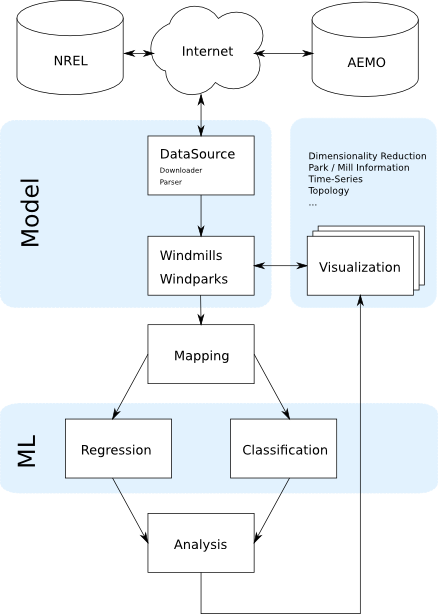 NREL
Internet
AEMO
Model
DataSource
Downloader
Parser
Dimensionality Reduction
Park / Mill Information
Time-Series
Topology
...
Windmills
Windparks
Visualization
Mapping
ML
Regression
Classification
Analysis